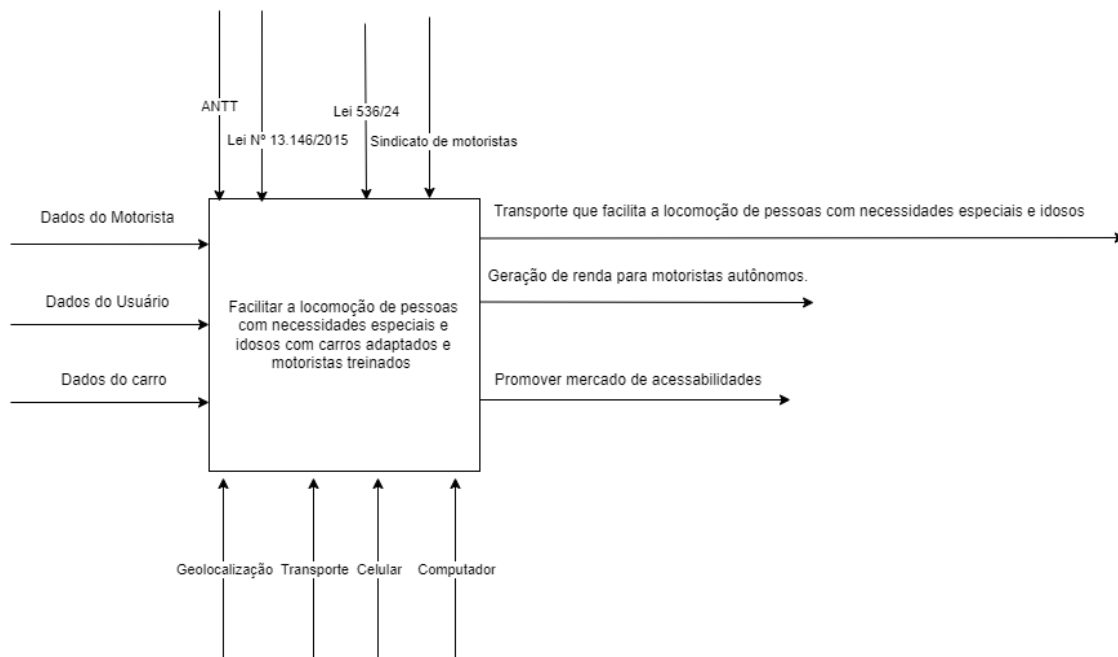 ANTT
Lei 536/24
Lei Nº 13.146/2015
Sindicato de motoristas
Dados do Motorista
Transporte que facilita a locomoção de pessoas com necessidades especiais e idosos
Geração de renda para motoristas autônomos.
Dados do Usuário
Facilitar a locomoção de pessoas
com necessidades especiais e
idosos com carros adaptados e
motoristas treinados
Dados do carro
Promover mercado de acessabilidades
Geolocalização
Transporte
Celular
Computador